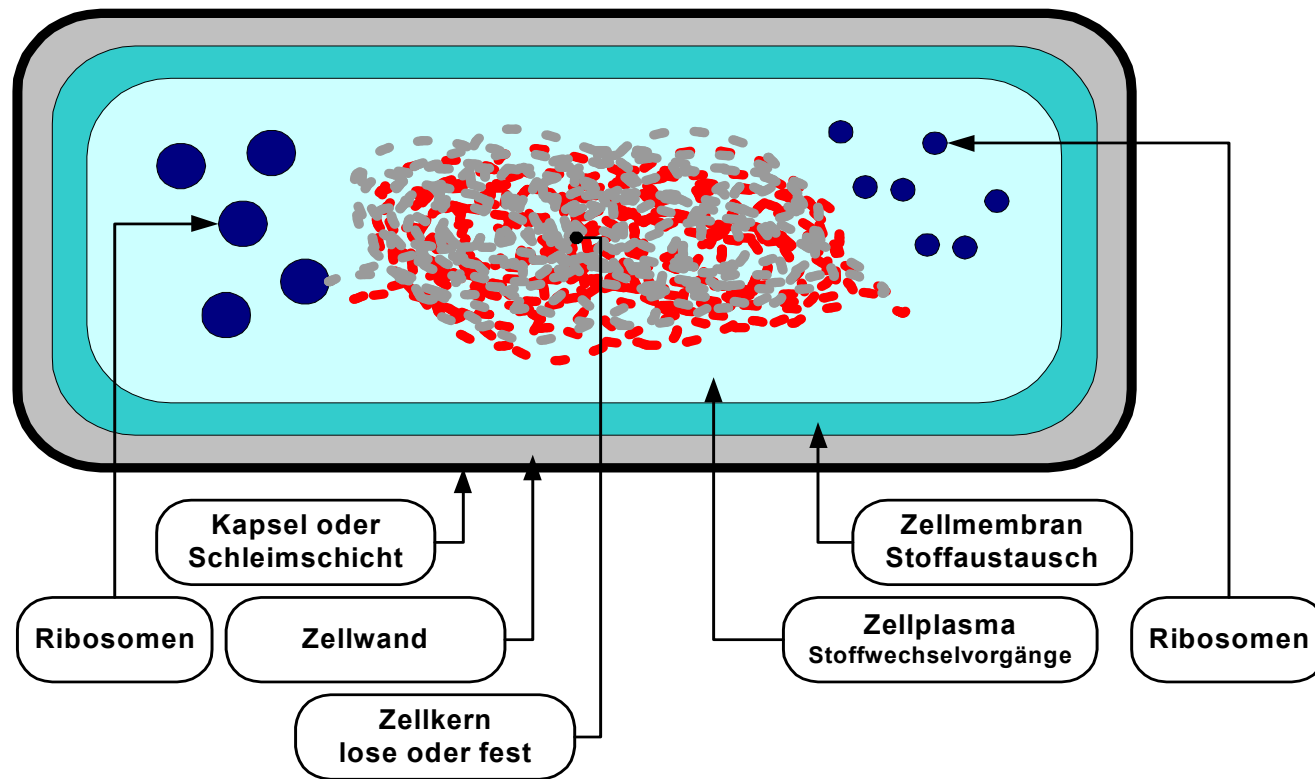 Kapsel oder
Schleimschicht
Zellmembran
Stoffaustausch
Ribosomen
Zellwand
Zellplasma
Stoffwechselvorgänge
Ribosomen
Zellkern
lose oder fest